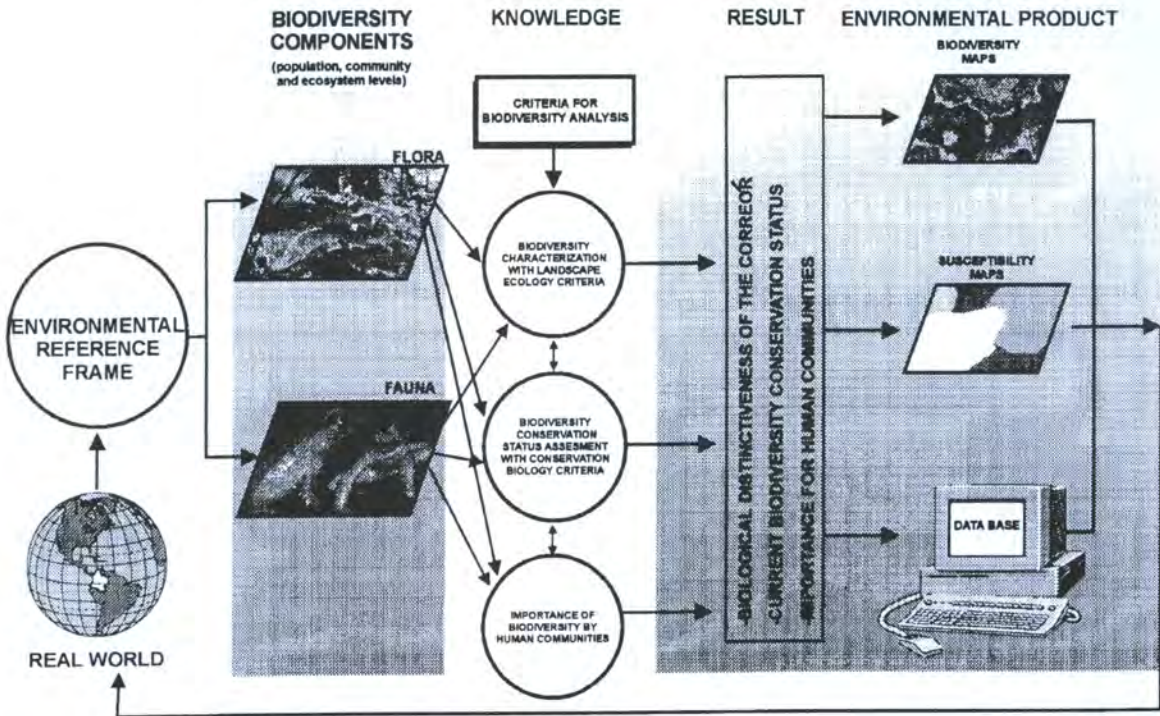 BIODIVERSITY
COMPONENTS
(population, community
and ecosystem levels)
KNOWLEDGE
RESULT
ENVIRONMENTAL PRODUCT
BIODIVERSITY
MAPS
CRITERIA FOR
BIODIVERSITY ANALYSIS
FLORA
BIODIVERSITY
CHARACTERIZATION
WITH LANDSCAPE
ECOLOGY CRITERIA
ENVIRONMENTAL
REFERENCE
FRAME
FAUNA
BIODIVERSITY
CONSERVATION
STATUS ASSESMENT
WITH CONSERVATION
BIOLOGY CRITERIA
IMPORTANCE OF
BIODIVERSITY BY
HUMAN COMMUNITIES
-BIOLOGICAL DISTINCTIVENESS OF THE CORREOR
-CURRENT BIODIVERSITY CONSERVATION STATUS
-IMPORTANCE FOR HUMAN COMMUNITIES
SUSCEPTIBILITY
MAPS
DATA BASE
REAL WORLD